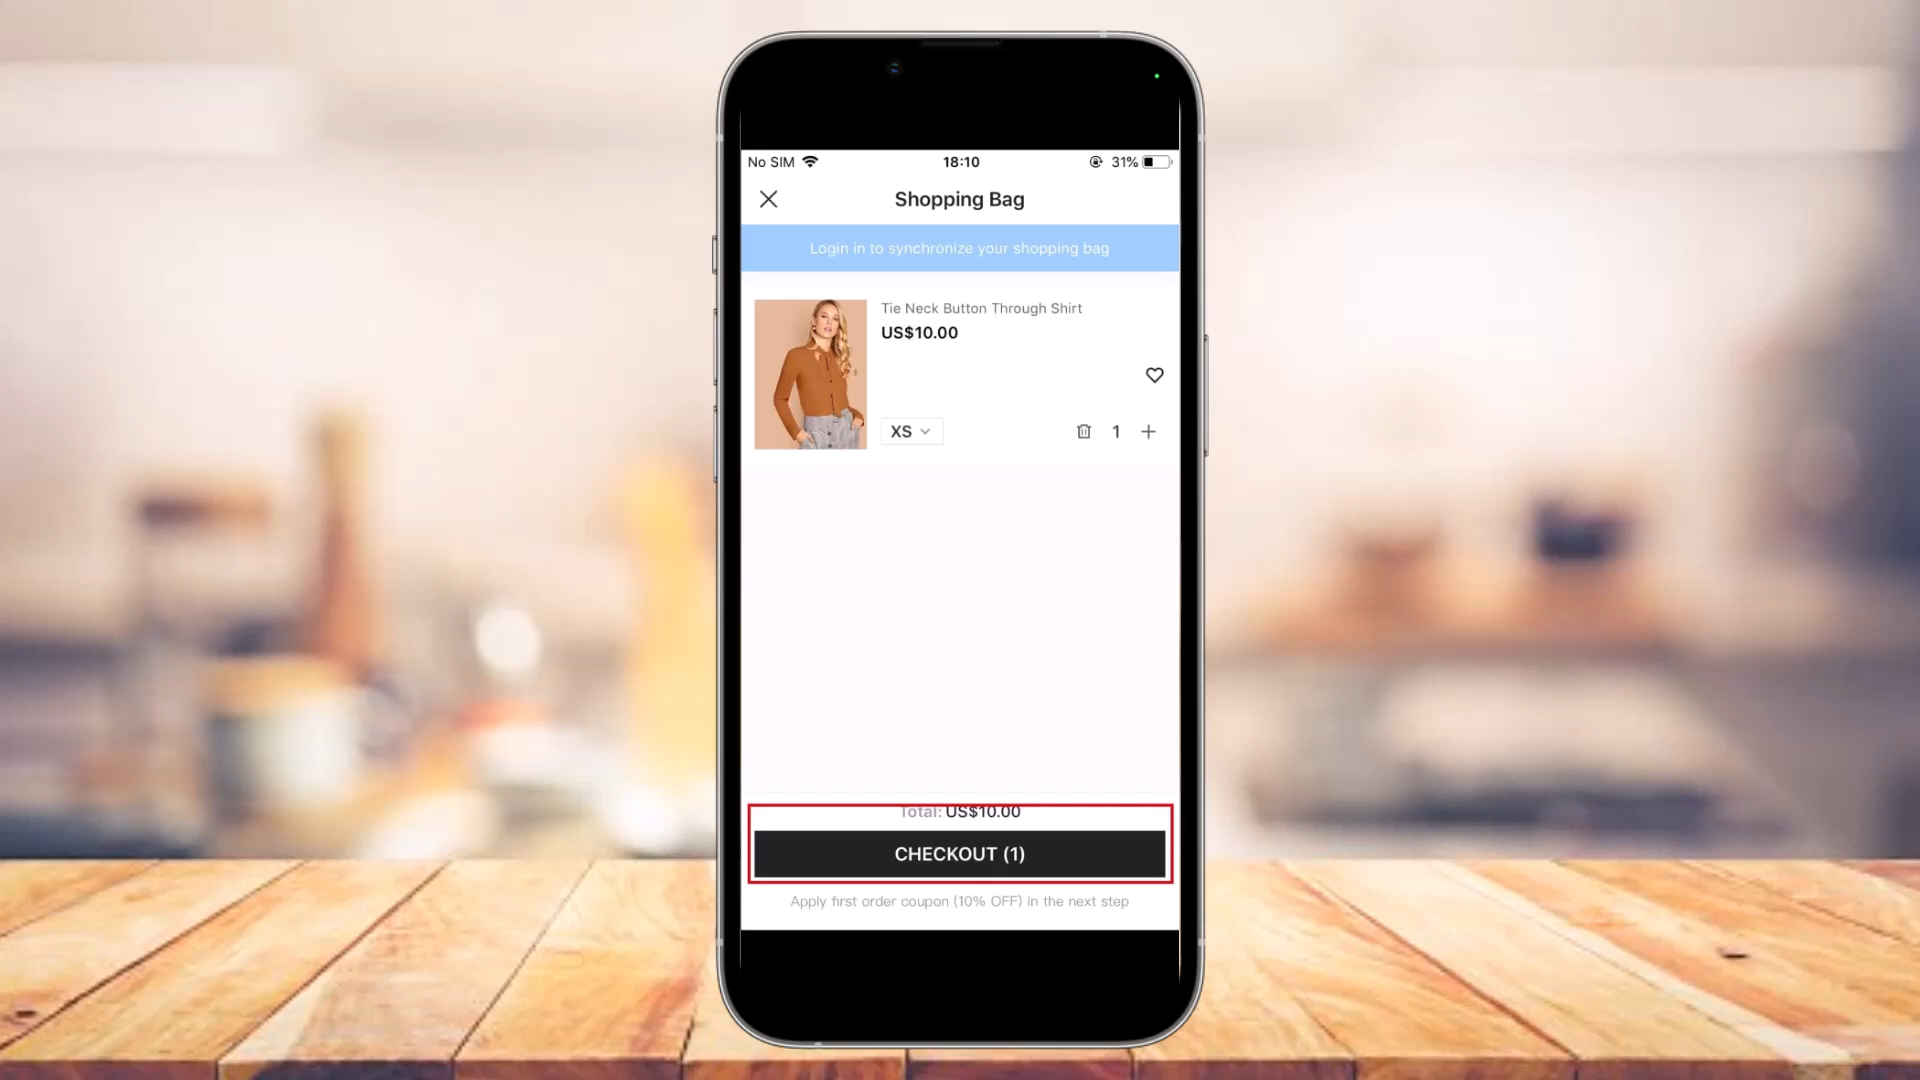 No SIM 18:10 31%
Shopping Bag
Login in to synchronize your shopping bag
Tie Neck Button Through Shirt
US$10.00
XS 1
Total: US$10.00
CHECKOUT (1)
Apply first order coupon (10% OFF) in the next step